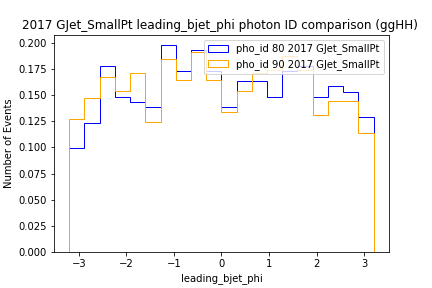 2017 GJet_SmallPt leading_bjet_phi photon ID comparison (ggHH)
pho_id 80 2017 GJet_SmallPt
pho_id 90 2017 GJet_SmallPt
Number of Events
0.200
0.175
0.150
0.125
0.100
0.075
0.050
0.025
0.000
−3 −2 −1 0 1 2 3
leading_bjet_phi